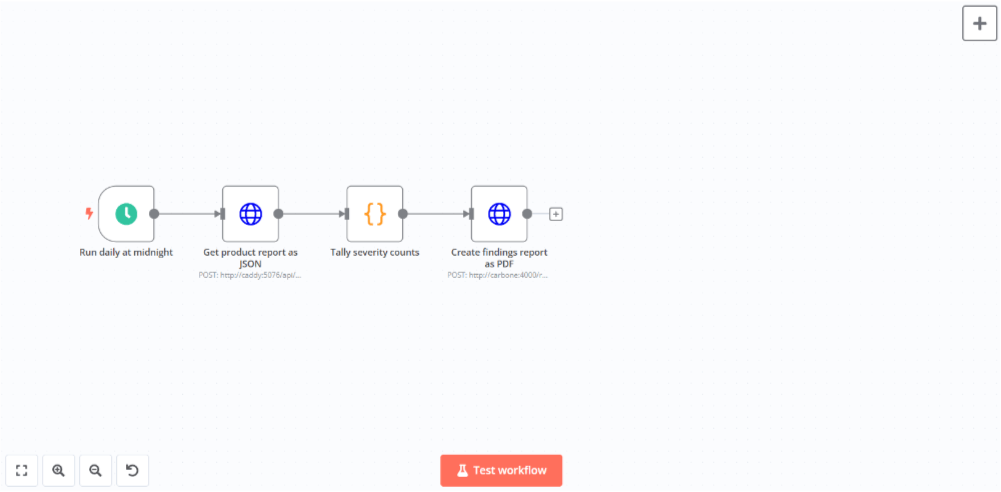 Run daily at midnight
Get product report as
JSON
POST: http://caddy:5076/api/...
Tally severity counts
Create findings report
as PDF
POST: http://carbone:4000/r...
Test workflow